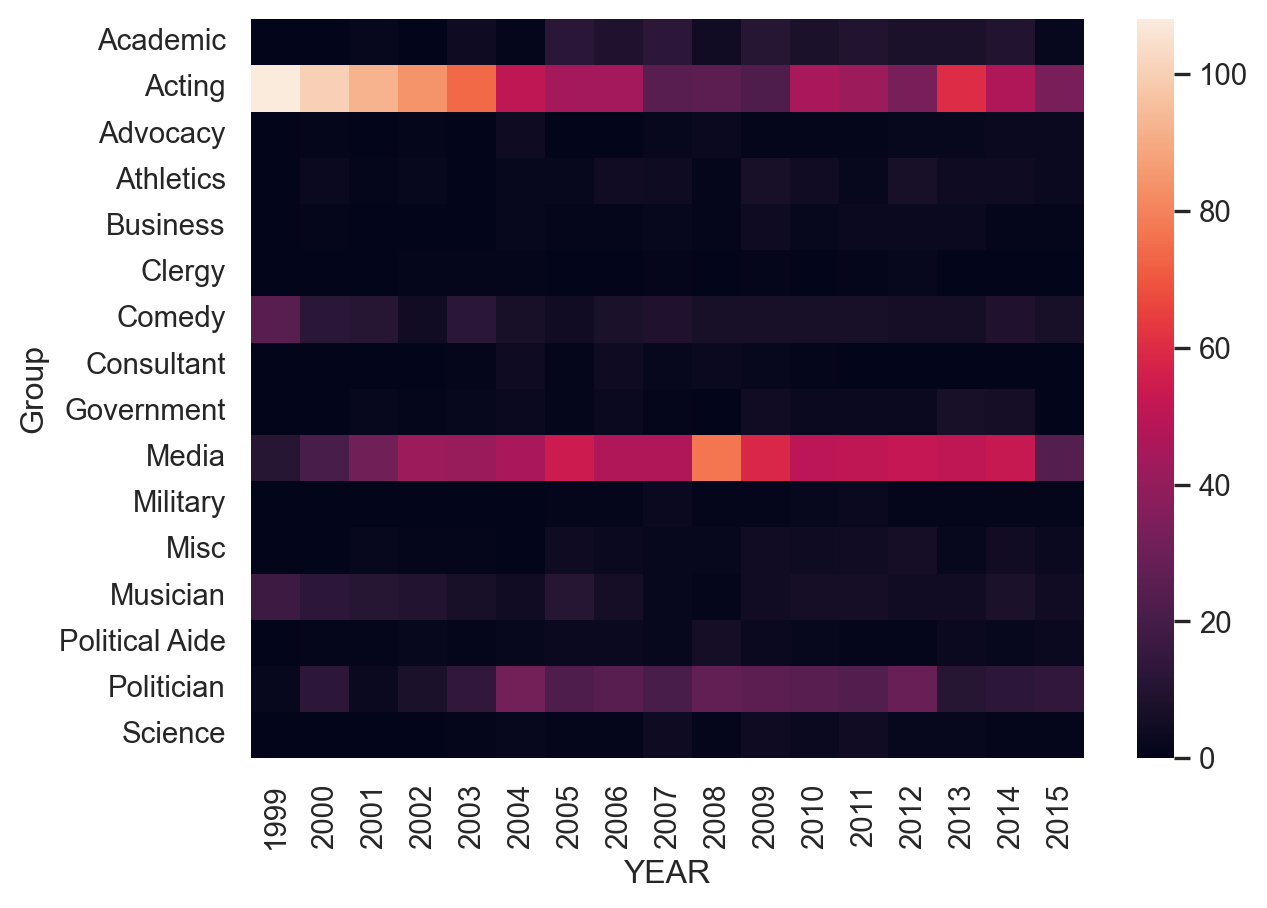 Academic
Acting
Advocacy
Athletics
Business
Clergy
Comedy
Consultant
Government
Media
Military
Misc
Musician
Political Aide
Politician
Science
Group
1999 2000 2001 2002 2003 2004 2005 2006 2007 2008 2009 2010 2011 2012 2013 2014 2015
YEAR
100
80
60
40
20
0